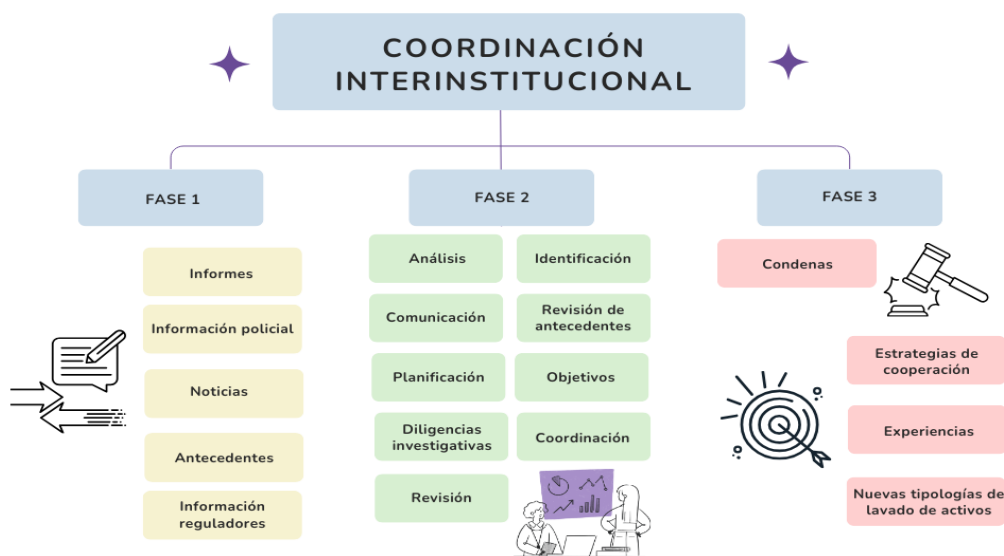 COORDINACIÓN
INTERINSTITUCIONAL
FASE 1
Informes
Información policial
Noticias
Antecedentes
Información
reguladores
FASE 2
Análisis
Identificación
Comunicación
Revisión de
antecedentes
Planificación
Objetivos
Diligencias
investigativas
Coordinación
Revisión
FASE 3
Condenas
Estrategias de
cooperación
Experiencias
Nuevas tipologías de
lavado de activos